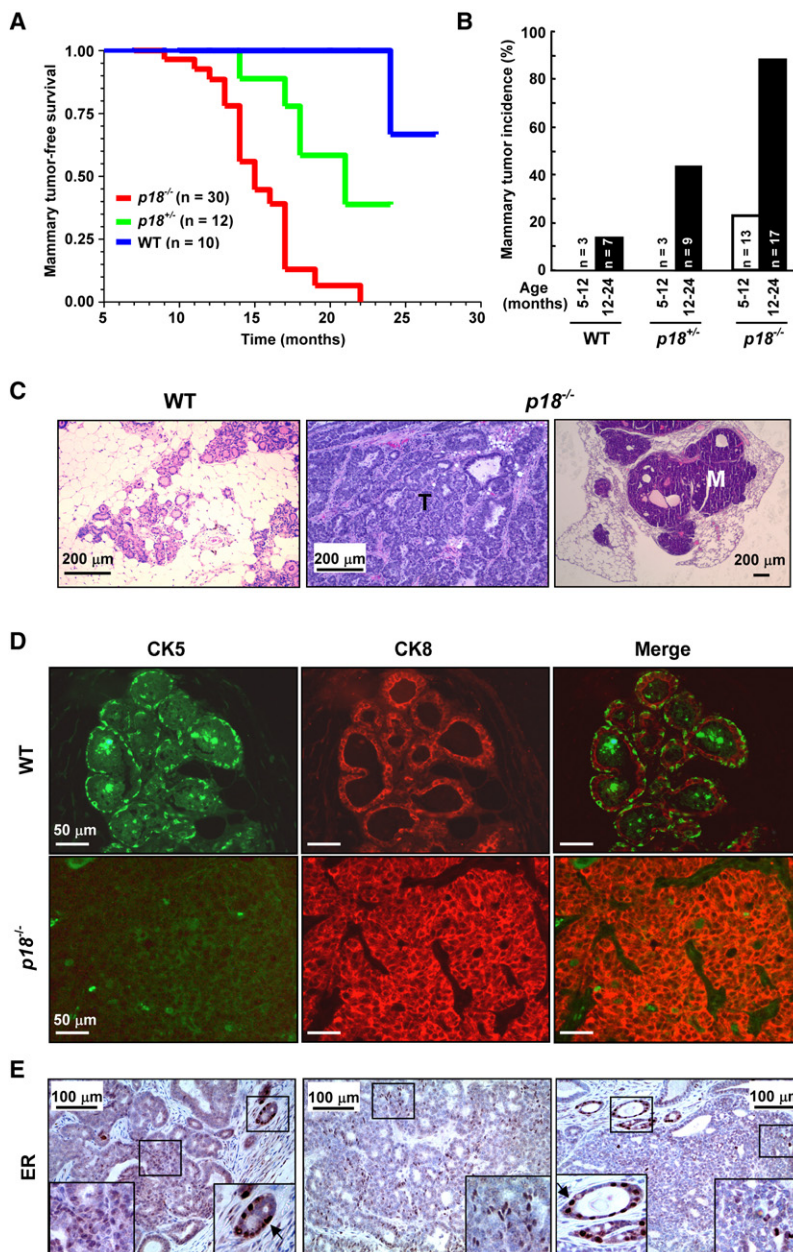 A
Mammary tumor-free survival
1.00
0.75
0.50
0.25
0.00
p18-/- (n = 30)
p18+/- (n = 12)
WT (n = 10)
5 10 15 20 25 30
Time (months)
B
Mammary tumor incidence (%)
100
80
60
40
20
0
n = 3
n = 7
n = 3
n = 9
n = 13
n = 17
Age (months)
5-12
12-24
5-12
12-24
5-12
12-24
WT p18+/- p18-/-
C
WT p18-/-
200 µm
T
200 µm
M
200 µm
D
CK5 CK8 Merge
WT
50 µm
p18-/-
50 µm
E
ER
100 µm
100 µm
100 µm